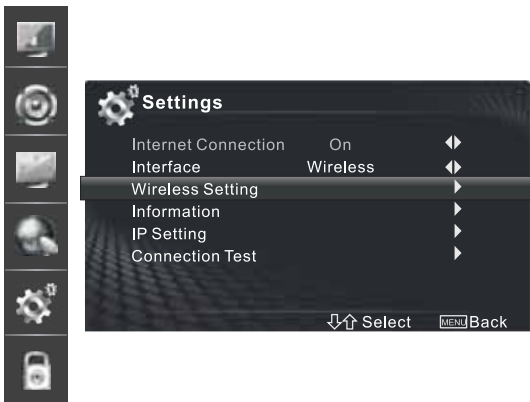 Settings
Internet Connection On
Interface Wireless
Wireless Setting
Information
IP Setting
Connection Test
Select MENU Back